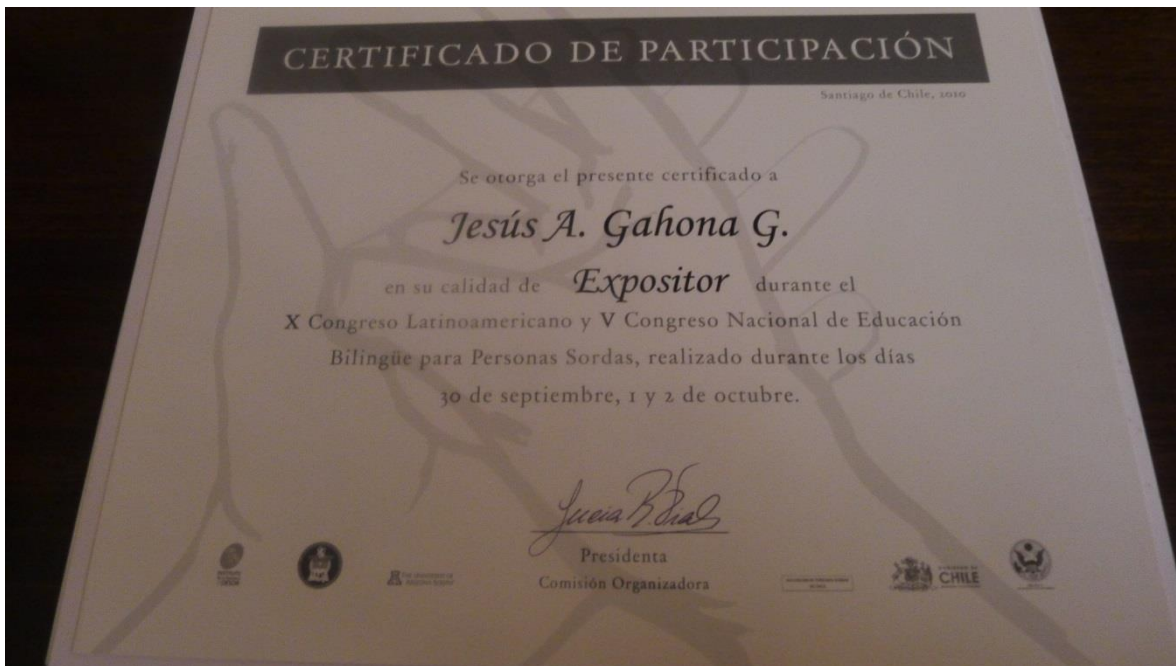 CERTIFICADO DE PARTICIPACIÓN
Santiago de Chile, 2010
Se otorga el presente certificado a
Jesús A. Gahona G.
en su calidad de Expositor durante el
X Congreso Latinoamericano y V Congreso Nacional de Educación
Bilingüe para Personas Sordas, realizado durante los días
30 de septiembre, 1 y 2 de octubre.
Presidenta
Comisión Organizadora
CHILE